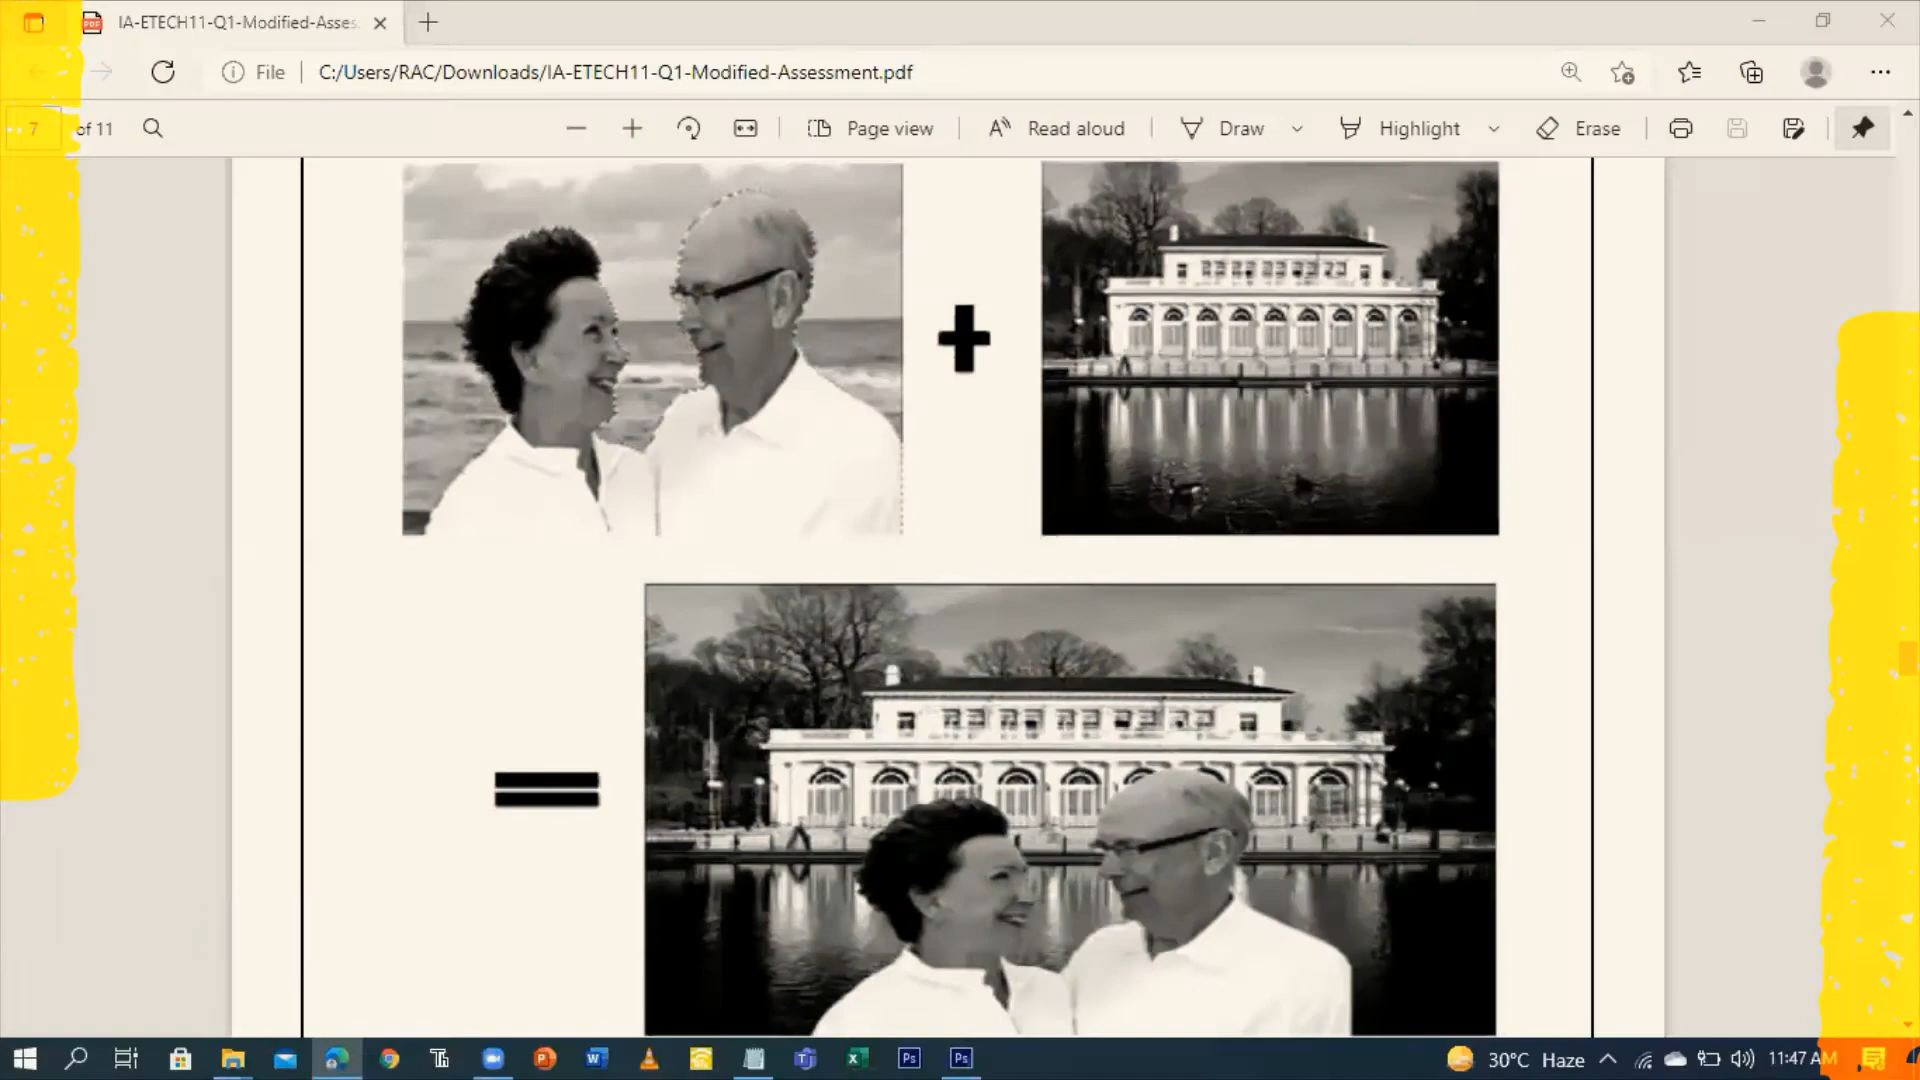 IA-ETECH11-Q1-Modified-Asses
File
C:/Users/RAC/Downloads/IA-ETECH11-Q1-Modified-Assessment.pdf
7 of 11
Page view
Read aloud
Draw
Highlight
Erase
30°C Haze
11:47 AM